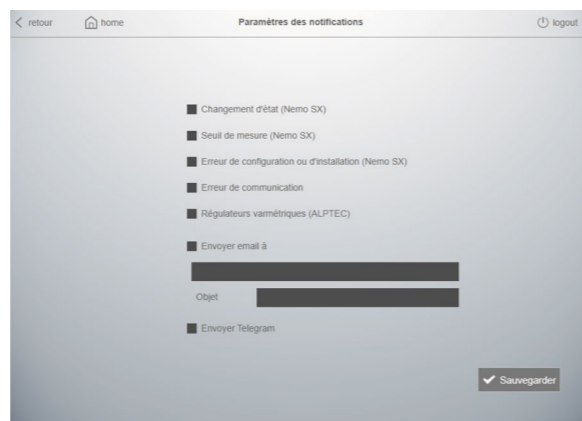 retour home Paramètres des notifications logout
Changement d'état (Nemo SX)
Seuil de mesure (Nemo SX)
Erreur de configuration ou d'installation (Nemo SX)
Erreur de communication
Régulateurs varmétriques (ALPTEC)
Envoyer email à
Objet
Envoyer Telegram
Sauvegarder